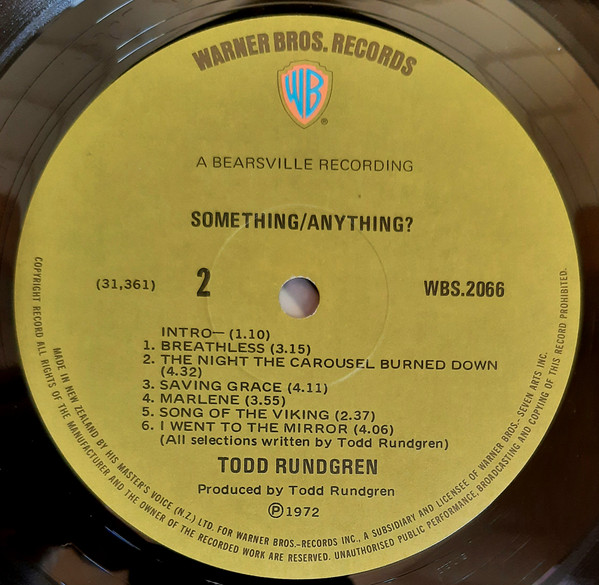 WARNER BROS. RECORDS
WB
®
A BEARSVILLE RECORDING
SOMETHING/ANYTHING?
(31,361) 2 WBS.2066
INTRO— (1.10)
1. BREATHLESS (3.15)
2. THE NIGHT THE CAROUSEL BURNED DOWN
(4.32)
3. SAVING GRACE (4.11)
4. MARLENE (3.55)
5. SONG OF THE VIKING (2.37)
6. I WENT TO THE MIRROR (4.06)
(All selections written by Todd Rundgren)
TODD RUNDGREN
Produced by Todd Rundgren
℗1972
COPYRIGHT RECORD ALL RIGHTS OF THE MANUFACTURER AND THE OWNER OF THE RECORDED WORK ARE RESERVED. UNAUTHORISED PUBLIC PERFORMANCE, BROADCASTING AND COPYING OF THIS RECORD PROHIBITED.
MADE IN NEW ZEALAND BY HIS MASTER'S VOICE (N.Z.) LTD. FOR WARNER BROS.-RECORDS INC., A SUBSIDIARY AND LICENSEE OF WARNER BROS., SEVEN ARTS INC.